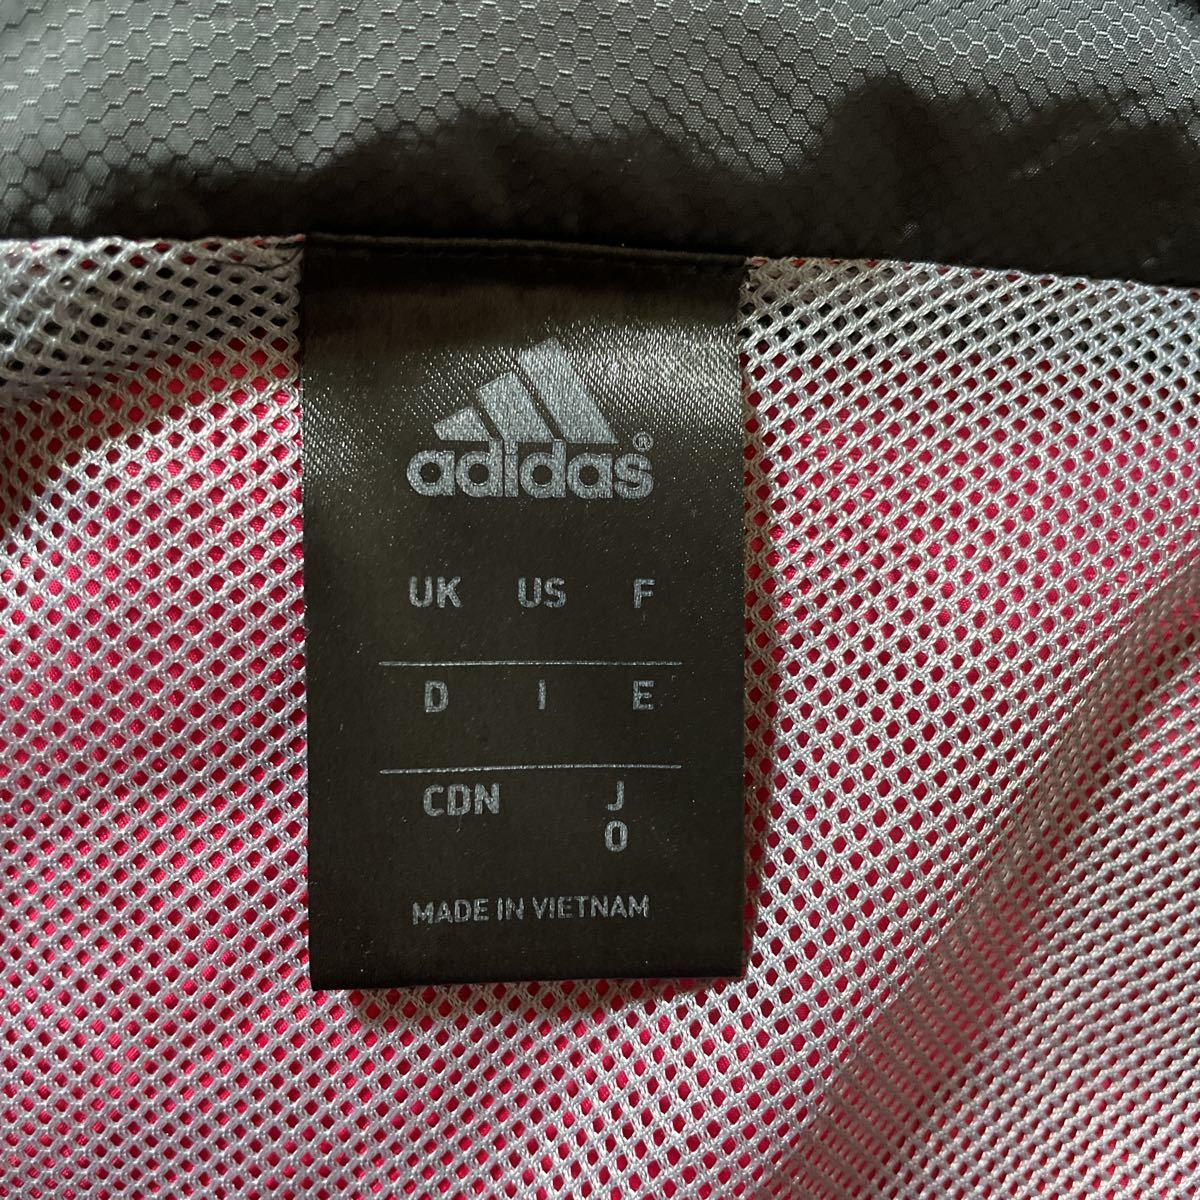 adidas®
UK US F
D I E
CDN J
O
MADE IN VIETNAM